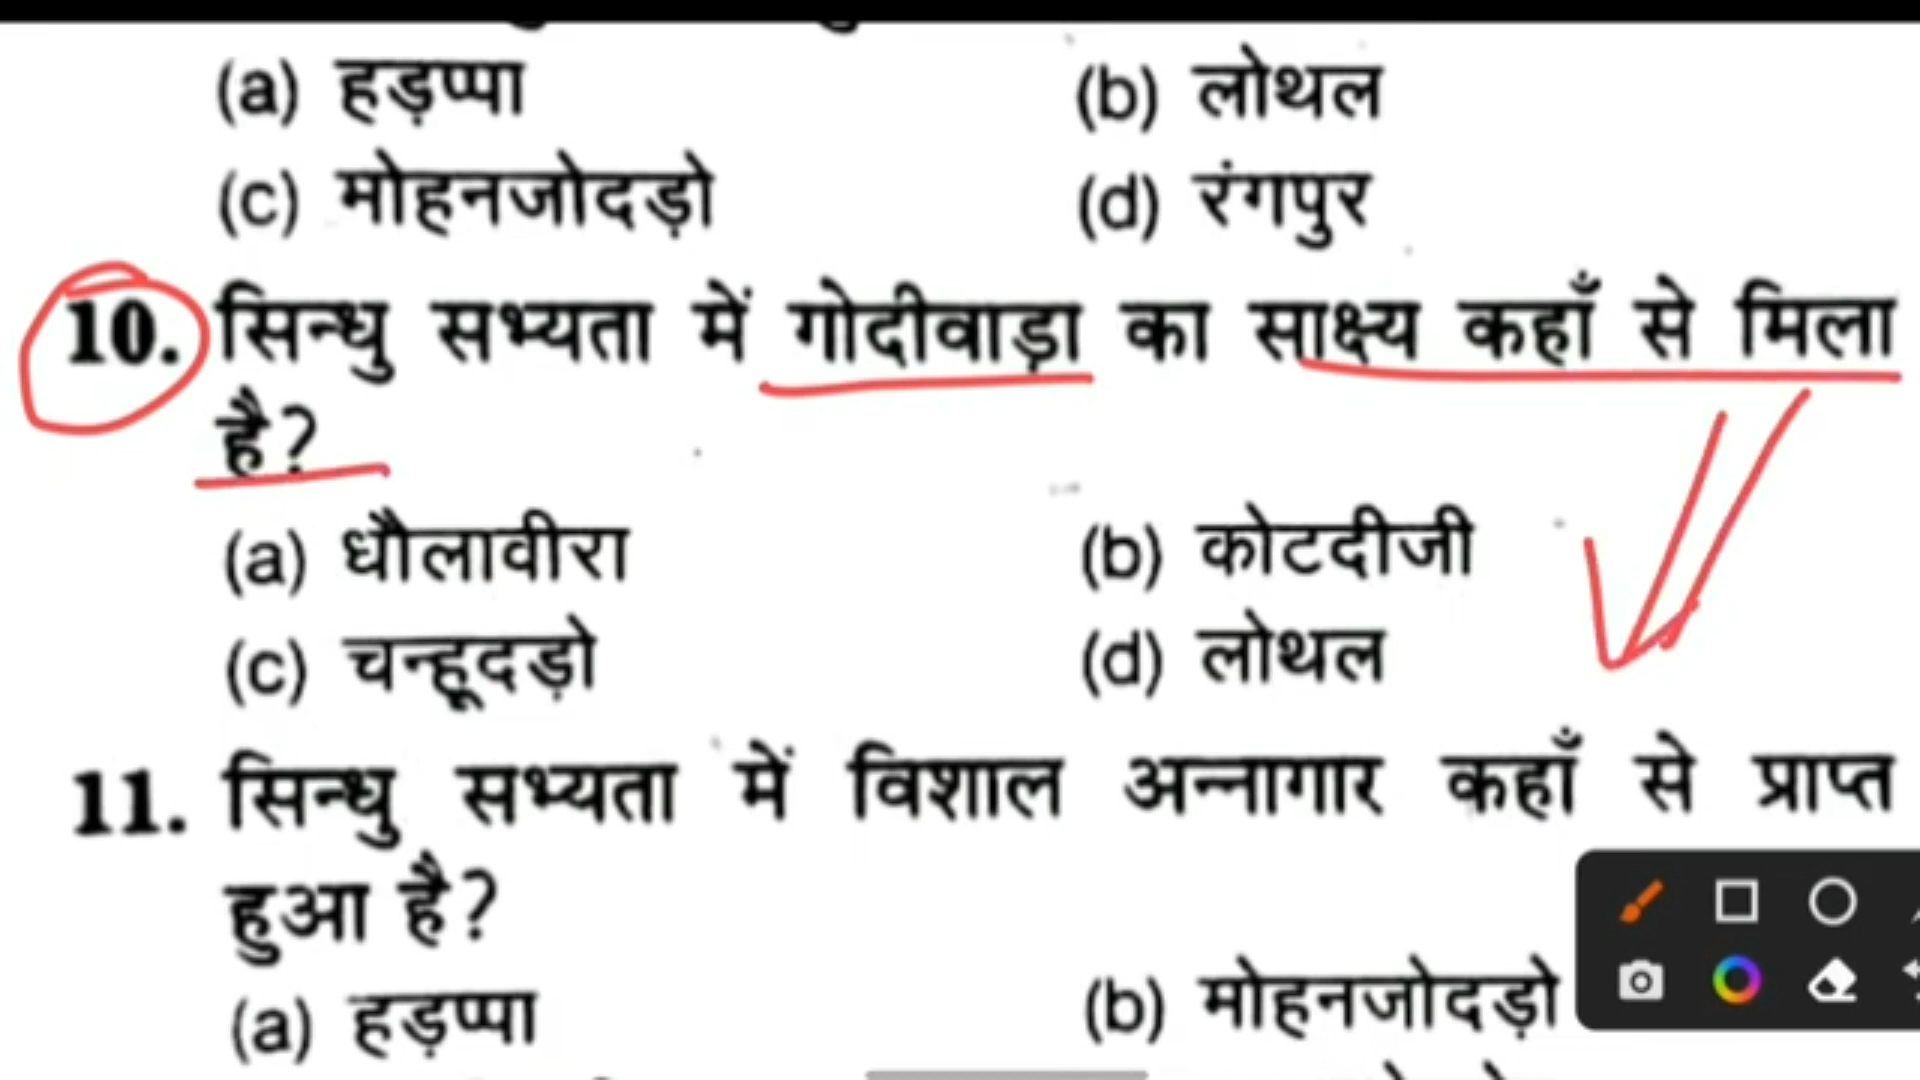 (a) हड़प्पा (b) लोथल
(c) मोहनजोदड़ो (d) रंगपुर
10. सिन्धु सभ्यता में गोदीवाड़ा का साक्ष्य कहाँ से मिला
है?
(a) धौलावीरा (b) कोटदीजी
(c) चन्हूदड़ो (d) लोथल
11. सिन्धु सभ्यता में विशाल अन्नागार कहाँ से प्राप्त
हुआ है?
(a) हड़प्पा (b) मोहनजोदड़ो